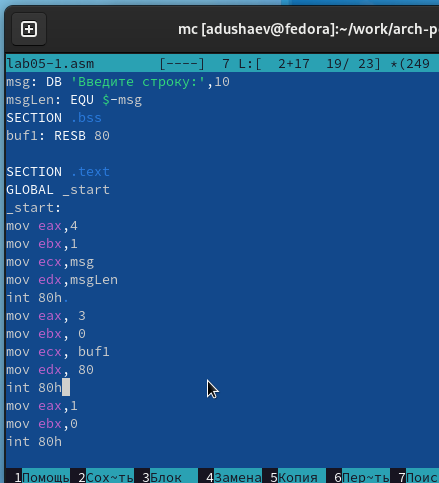 mc [adushaev@fedora]:~/work/arch-p
lab05-1.asm [----] 7 L:[ 2+17 19/ 23] *(249
msg: DB 'Введите строку:',10
msgLen: EQU $-msg
SECTION .bss
buf1: RESB 80
SECTION .text
GLOBAL _start
_start:
mov eax,4
mov ebx,1
mov ecx,msg
mov edx,msgLen
int 80h
mov eax, 3
mov ebx, 0
mov ecx, buf1
mov edx, 80
int 80h
mov eax,1
mov ebx,0
int 80h
1Помощь 2Сох~ть 3Блок 4Замена 5Копия 6Пер~ть 7Поис